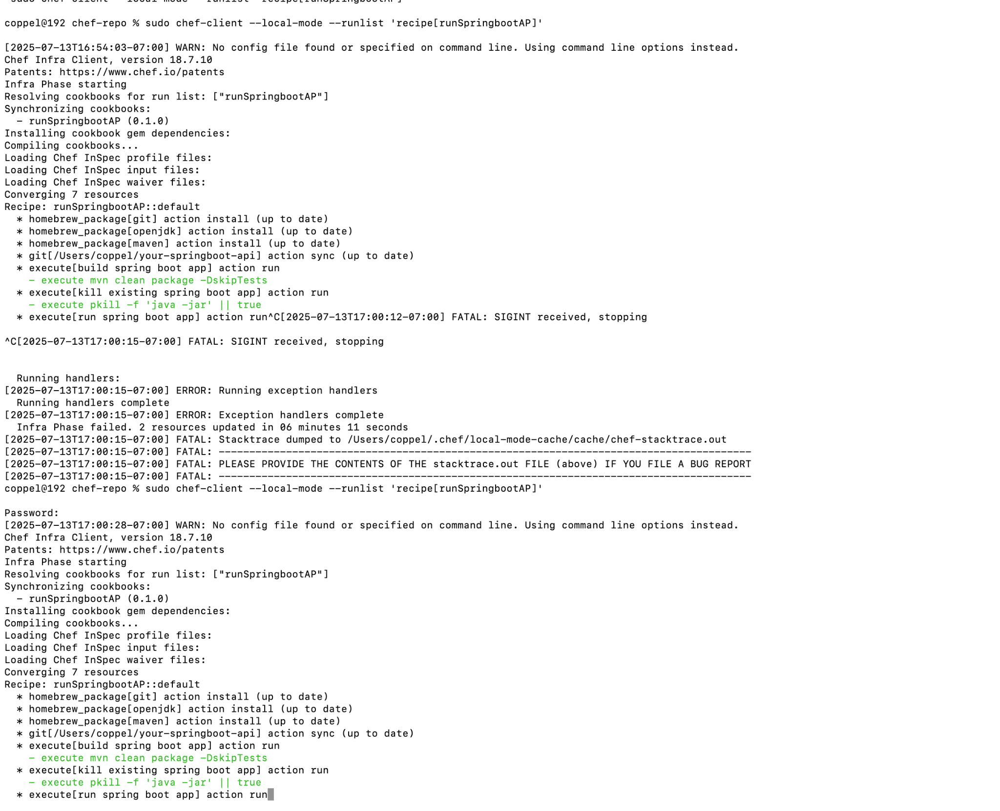 sudo chef-client --local-mode --runlist 'recipe[runSpringbootAP]'
coppel@192 chef-repo % sudo chef-client --local-mode --runlist 'recipe[runSpringbootAP]'
[2025-07-13T16:54:03-07:00] WARN: No config file found or specified on command line. Using command line options instead.
Chef Infra Client, version 18.7.10
Patents: https://www.chef.io/patents
Infra Phase starting
Resolving cookbooks for run list: ["runSpringbootAP"]
Synchronizing cookbooks:
  - runSpringbootAP (0.1.0)
Installing cookbook gem dependencies:
Compiling cookbooks...
Loading Chef InSpec profile files:
Loading Chef InSpec input files:
Loading Chef InSpec waiver files:
Converging 7 resources
Recipe: runSpringbootAP::default
  * homebrew_package[git] action install (up to date)
  * homebrew_package[openjdk] action install (up to date)
  * homebrew_package[maven] action install (up to date)
  * git[/Users/coppel/your-springboot-api] action sync (up to date)
  * execute[build spring boot app] action run
    - execute mvn clean package -DskipTests
  * execute[kill existing spring boot app] action run
    - execute pkill -f 'java -jar' || true
  * execute[run spring boot app] action run^C[2025-07-13T17:00:12-07:00] FATAL: SIGINT received, stopping
^C[2025-07-13T17:00:15-07:00] FATAL: SIGINT received, stopping
  Running handlers:
[2025-07-13T17:00:15-07:00] ERROR: Running exception handlers
  Running handlers complete
[2025-07-13T17:00:15-07:00] ERROR: Exception handlers complete
  Infra Phase failed. 2 resources updated in 06 minutes 11 seconds
[2025-07-13T17:00:15-07:00] FATAL: Stacktrace dumped to /Users/coppel/.chef/local-mode-cache/cache/chef-stacktrace.out
[2025-07-13T17:00:15-07:00] FATAL: ---------------------------------------------------------------------------------------
[2025-07-13T17:00:15-07:00] FATAL: PLEASE PROVIDE THE CONTENTS OF THE stacktrace.out FILE (above) IF YOU FILE A BUG REPORT
[2025-07-13T17:00:15-07:00] FATAL: ---------------------------------------------------------------------------------------
coppel@192 chef-repo % sudo chef-client --local-mode --runlist 'recipe[runSpringbootAP]'
Password:
[2025-07-13T17:00:28-07:00] WARN: No config file found or specified on command line. Using command line options instead.
Chef Infra Client, version 18.7.10
Patents: https://www.chef.io/patents
Infra Phase starting
Resolving cookbooks for run list: ["runSpringbootAP"]
Synchronizing cookbooks:
  - runSpringbootAP (0.1.0)
Installing cookbook gem dependencies:
Compiling cookbooks...
Loading Chef InSpec profile files:
Loading Chef InSpec input files:
Loading Chef InSpec waiver files:
Converging 7 resources
Recipe: runSpringbootAP::default
  * homebrew_package[git] action install (up to date)
  * homebrew_package[openjdk] action install (up to date)
  * homebrew_package[maven] action install (up to date)
  * git[/Users/coppel/your-springboot-api] action sync (up to date)
  * execute[build spring boot app] action run
    - execute mvn clean package -DskipTests
  * execute[kill existing spring boot app] action run
    - execute pkill -f 'java -jar' || true
  * execute[run spring boot app] action run